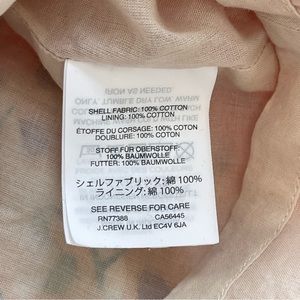 SHELL FABRIC: 100% COTTON
LINING: 100% COTTON
ÉTOFFE DU CORSAGE: 100% COTON
DOUBLURE: 100% COTON
STOFF FÜR OBERSTOFF:
100% BAUMWOLLE
FUTTER: 100% BAUMWOLLE
シェルファブリック: 綿 100%
ライニング: 綿 100%
SEE REVERSE FOR CARE
RN77388 CA56445
J.CREW U.K. Ltd EC4V 6JA